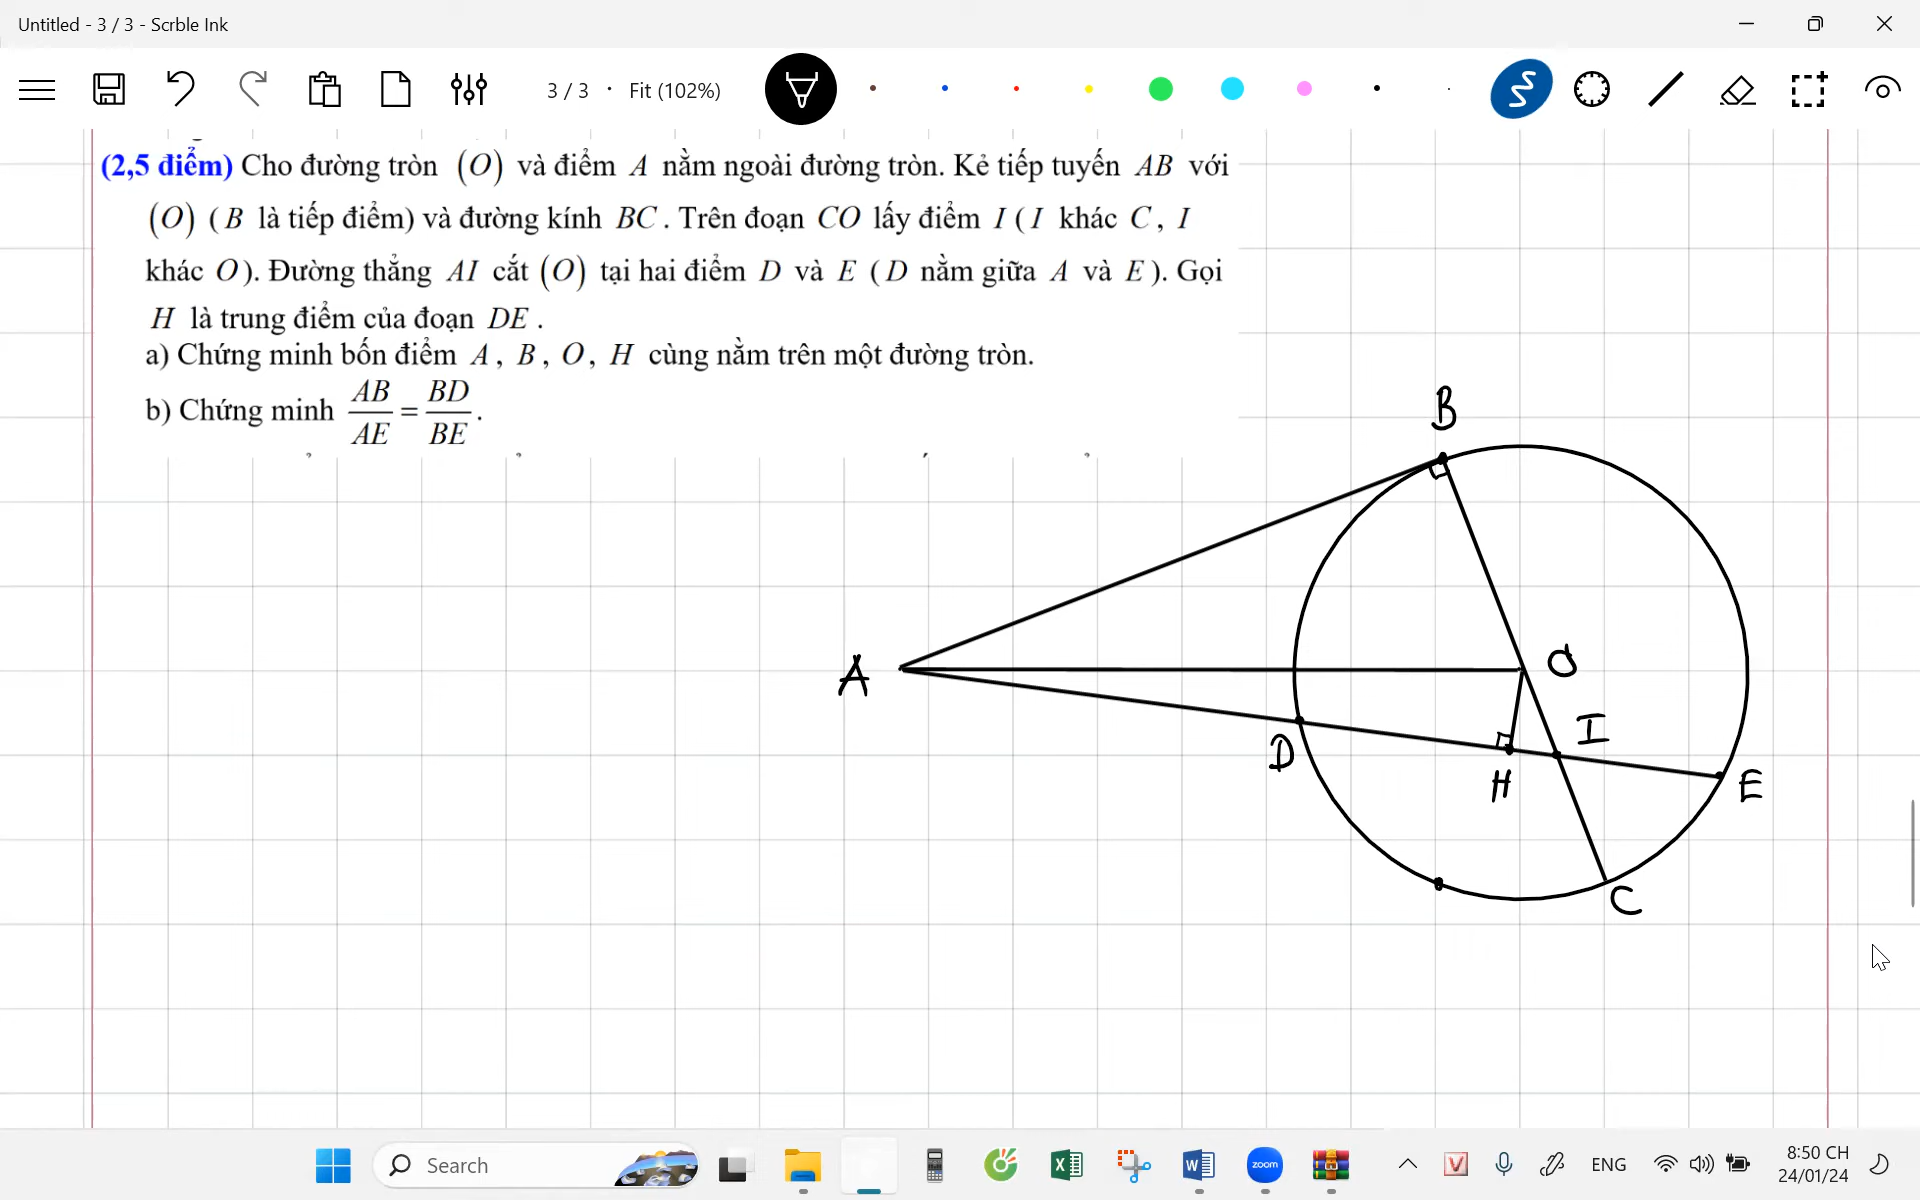 Untitled - 3 / 3 - Scrble Ink
3 / 3 · Fit (102%)
(2,5 điểm) Cho đường tròn (O) và điểm A nằm ngoài đường tròn. Kẻ tiếp tuyến AB với
(O) (B là tiếp điểm) và đường kính BC. Trên đoạn CO lấy điểm I (I khác C, I
khác O). Đường thẳng AI cắt (O) tại hai điểm D và E (D nằm giữa A và E). Gọi
H là trung điểm của đoạn DE.
a) Chứng minh bốn điểm A, B, O, H cùng nằm trên một đường tròn.
b) Chứng minh AB/AE = BD/BE.
B
A
O
I
D
H
E
C
Search
zoom
ENG
8:50 CH
24/01/24